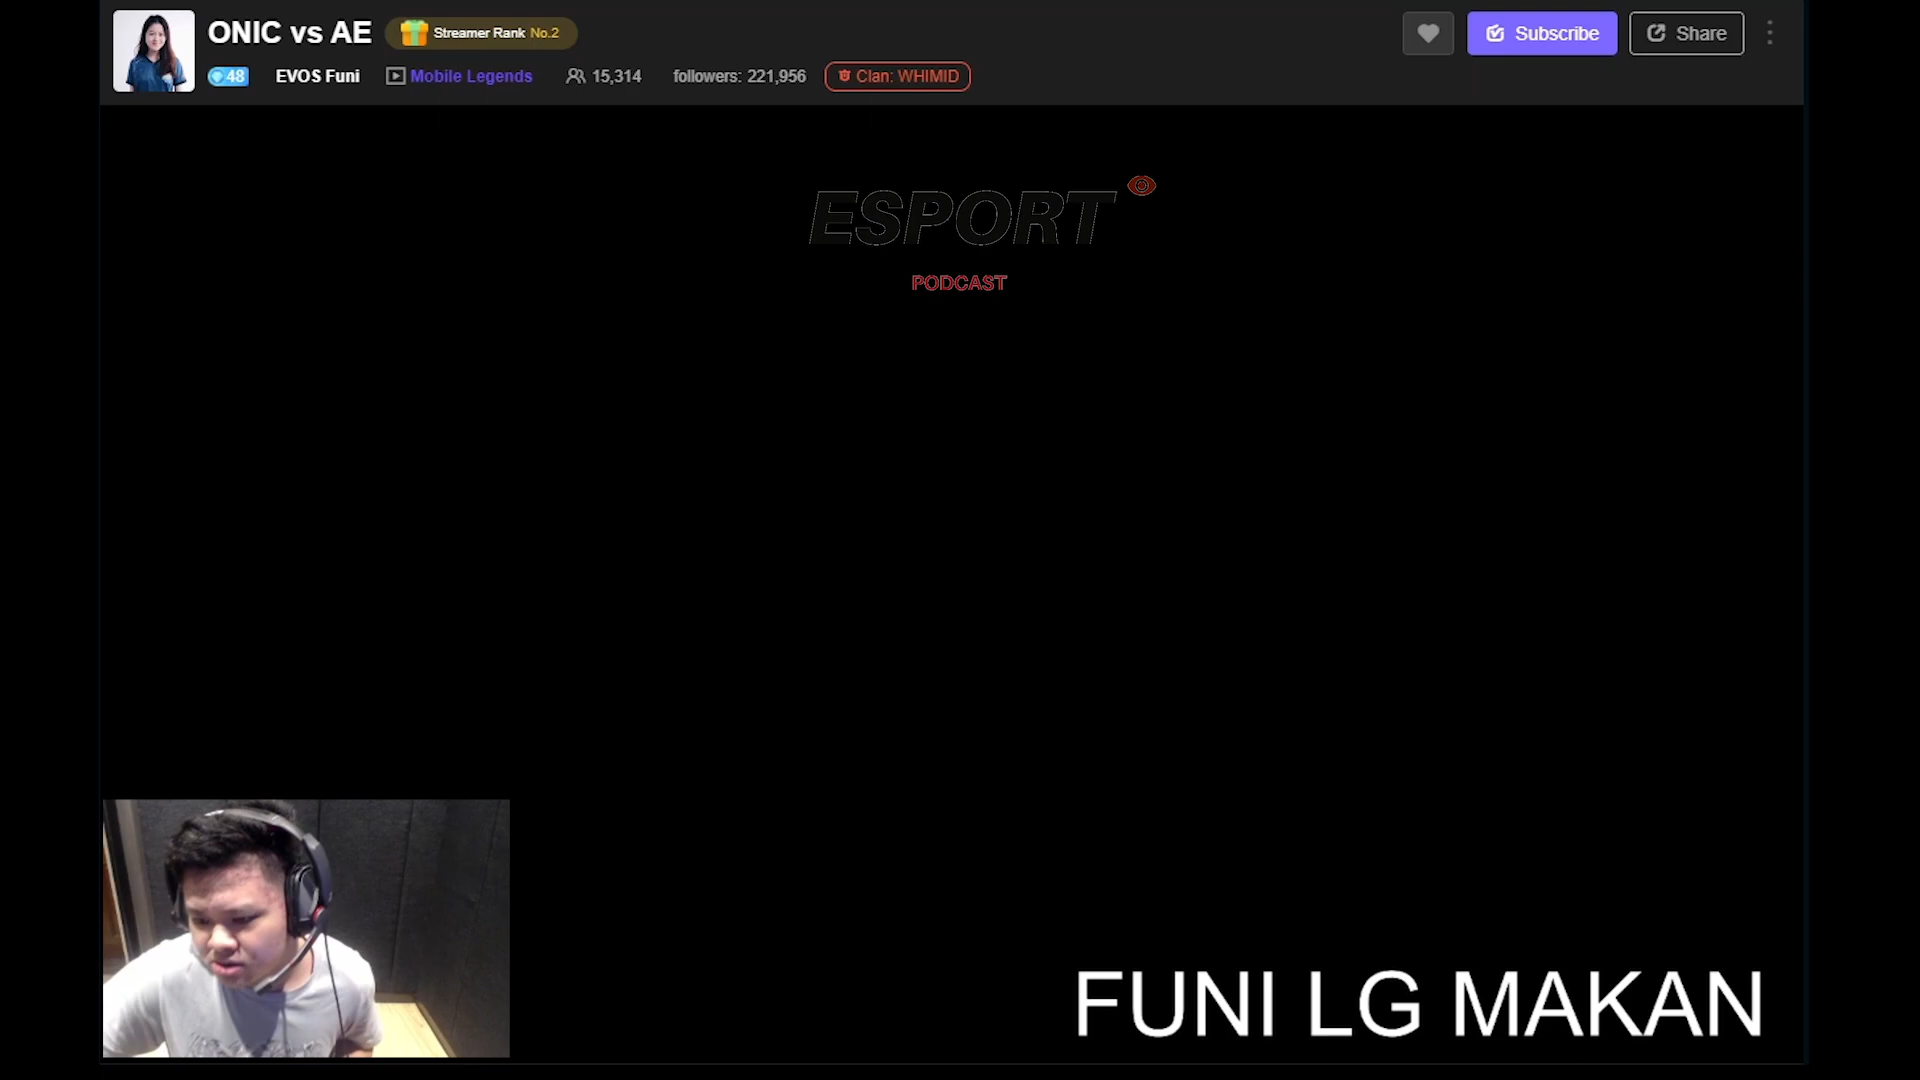 ONIC vs AE
Streamer Rank No.2
Subscribe
Share
48
EVOS Funi
Mobile Legends
15,314
followers: 221,956
Clan: WHIMID
ESPORT
PODCAST
FUNI LG MAKAN